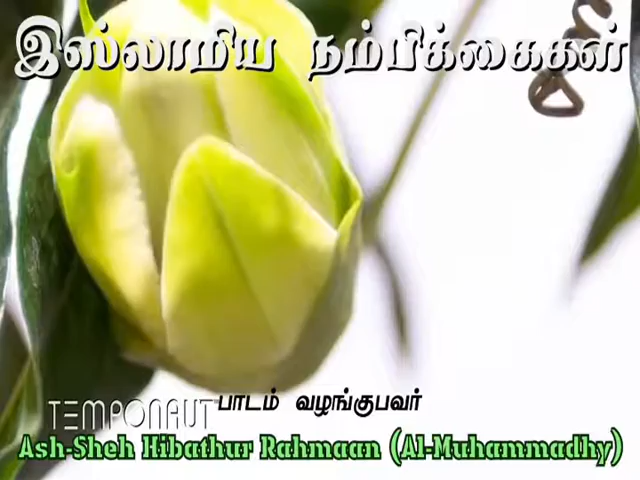 இஸ்லாமிய நம்பிக்கைகள்
பாடம் வழங்குபவர்
TEMPONAUT
Ash-Sheh Hibathur Rahmaan (Al-Muhammadhy)